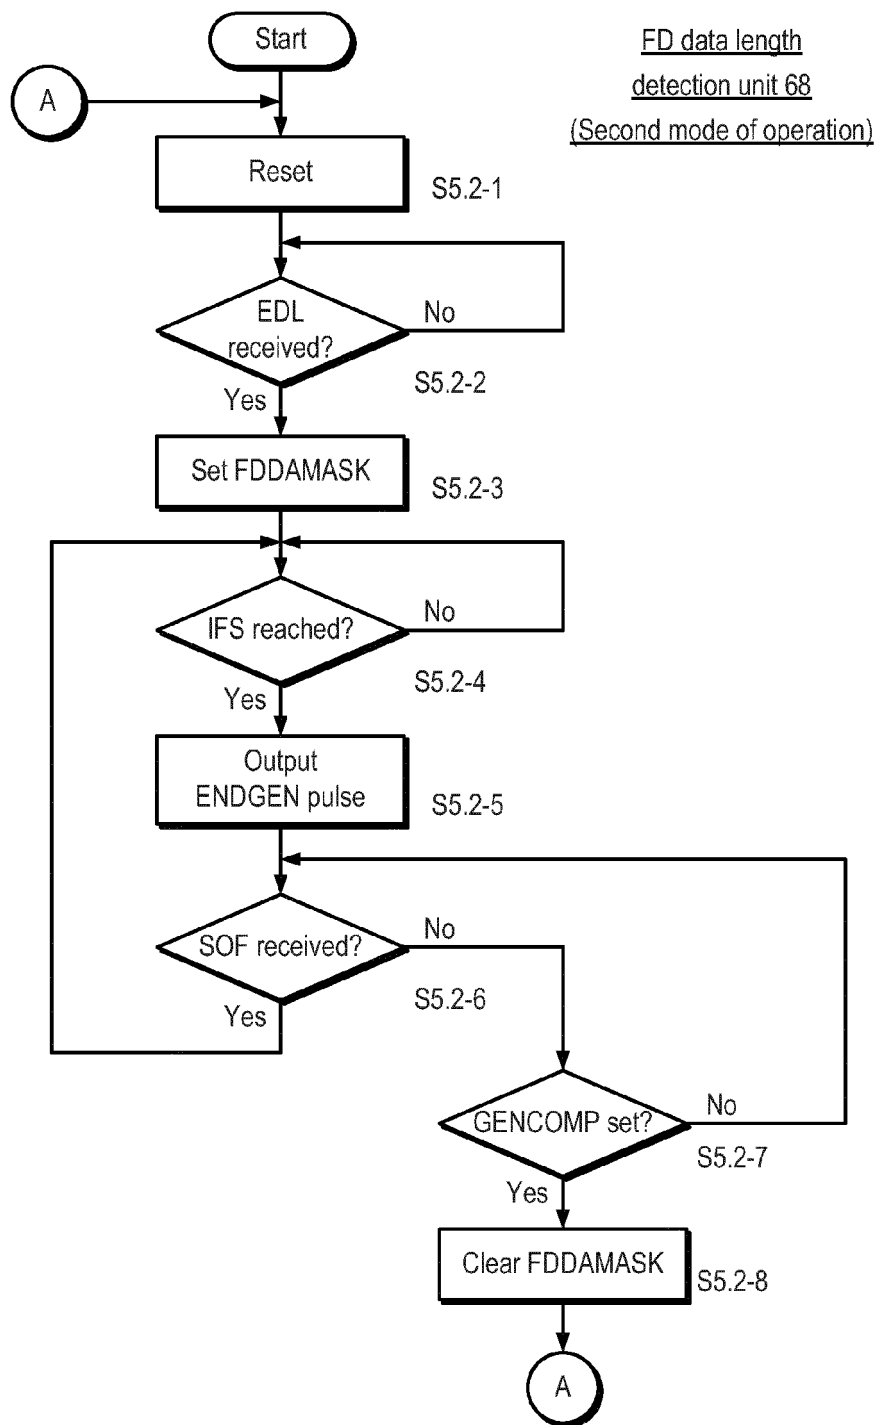 Start
FD data length
detection unit 68
(Second mode of operation)
A
Reset
S5.2-1
EDL
received?
No
S5.2-2
Yes
Set FDDAMASK
S5.2-3
IFS reached?
No
S5.2-4
Yes
Output
ENDGEN pulse
S5.2-5
SOF received?
No
S5.2-6
Yes
GENCOMP set?
No
S5.2-7
Yes
Clear FDDAMASK
S5.2-8
A